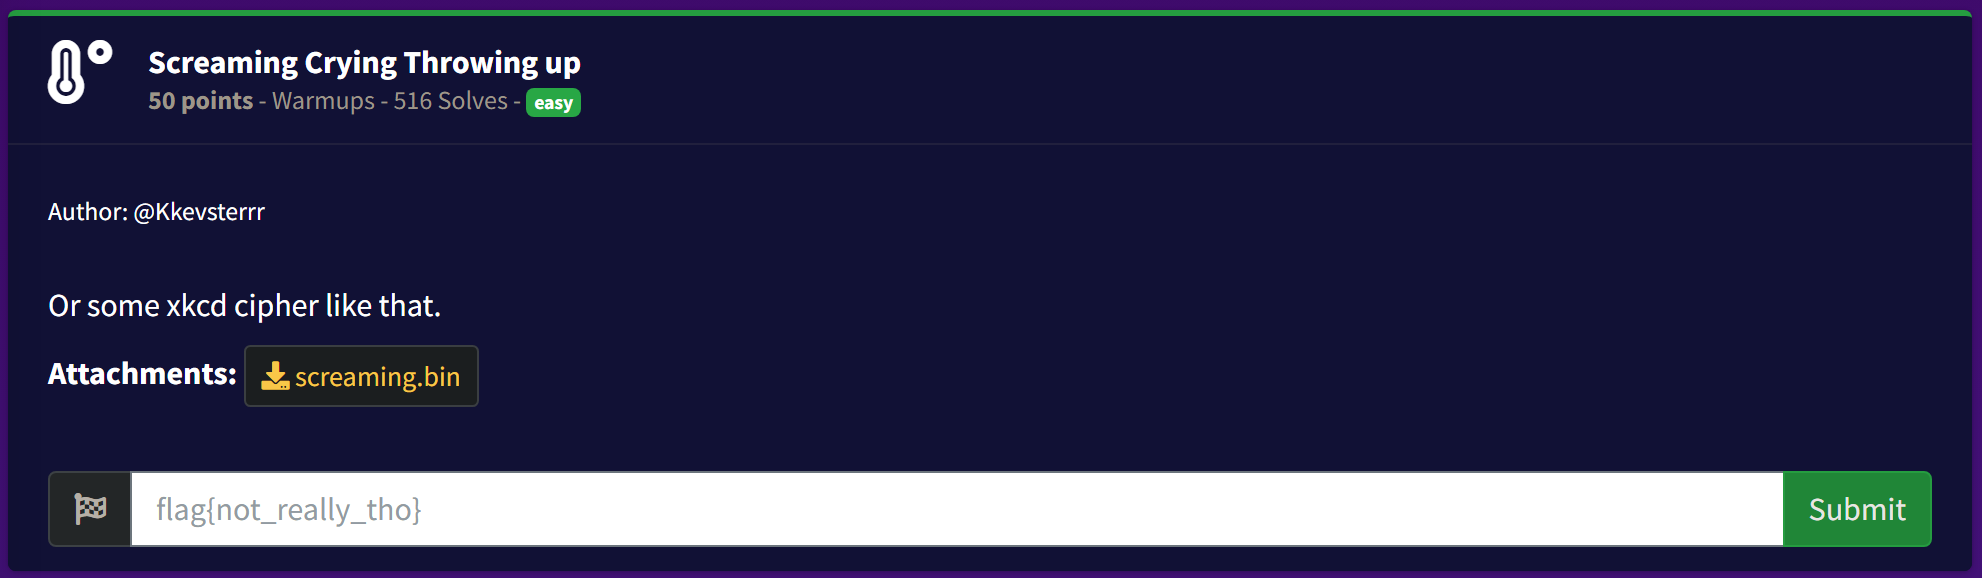 Screaming Crying Throwing up
50 points - Warmups - 516 Solves - easy
Author: @Kkevsterrr
Or some xkcd cipher like that.
Attachments: screaming.bin
flag{not_really_tho} Submit